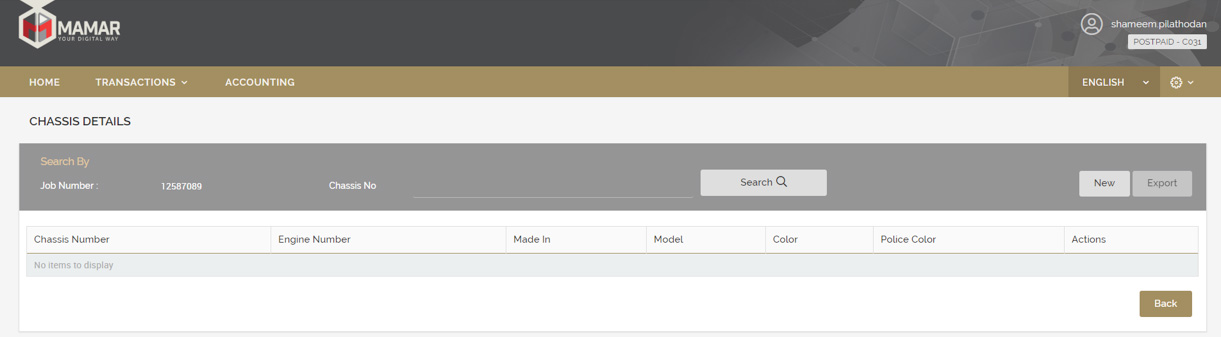 MAMAR
YOUR DIGITAL WAY
shameem.pilathodan
POSTPAID - C031
HOME TRANSACTIONS ACCOUNTING ENGLISH
CHASSIS DETAILS
Search By
Job Number : 12587089 Chassis No Search New Export
Chassis Number Engine Number Made In Model Color Police Color Actions
No items to display
Back